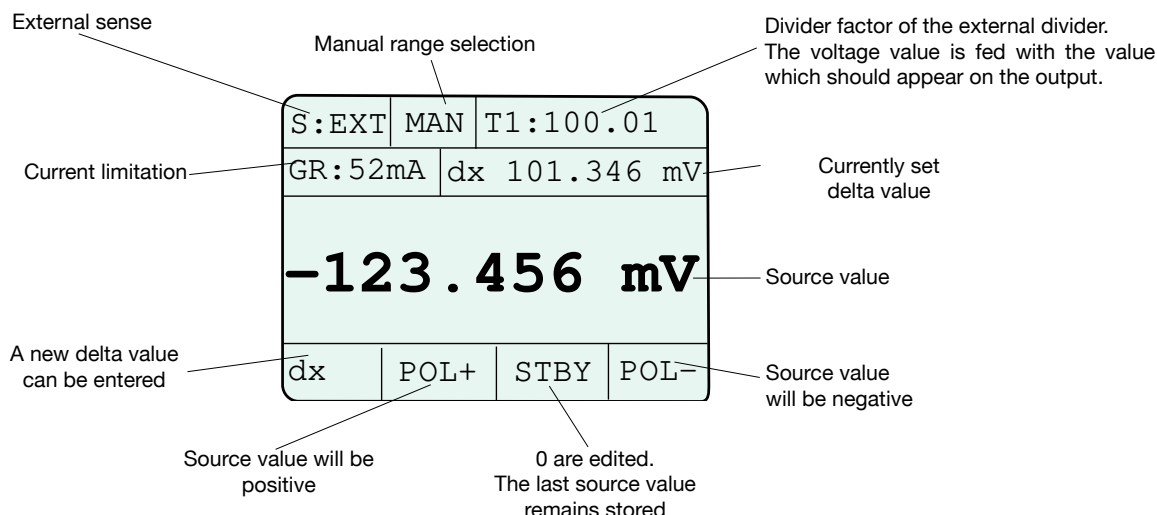 External sense
Manual range selection
Divider factor of the external divider.
The voltage value is fed with the value
which should appear on the output.
S:EXT MAN T1:100.01
Current limitation
GR:52mA dx 101.346 mV
Currently set
delta value
-123.456 mV
Source value
A new delta value
can be entered
dx POL+ STBY POL-
Source value
will be negative
Source value will be
positive
0 are edited.
The last source value
remains stored